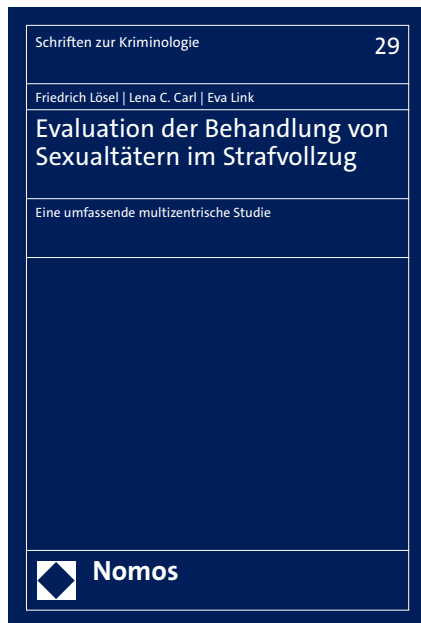 Schriften zur Kriminologie 29
Friedrich Lösel | Lena C. Carl | Eva Link
Evaluation der Behandlung von
Sexualtätern im Strafvollzug
Eine umfassende multizentrische Studie
Nomos